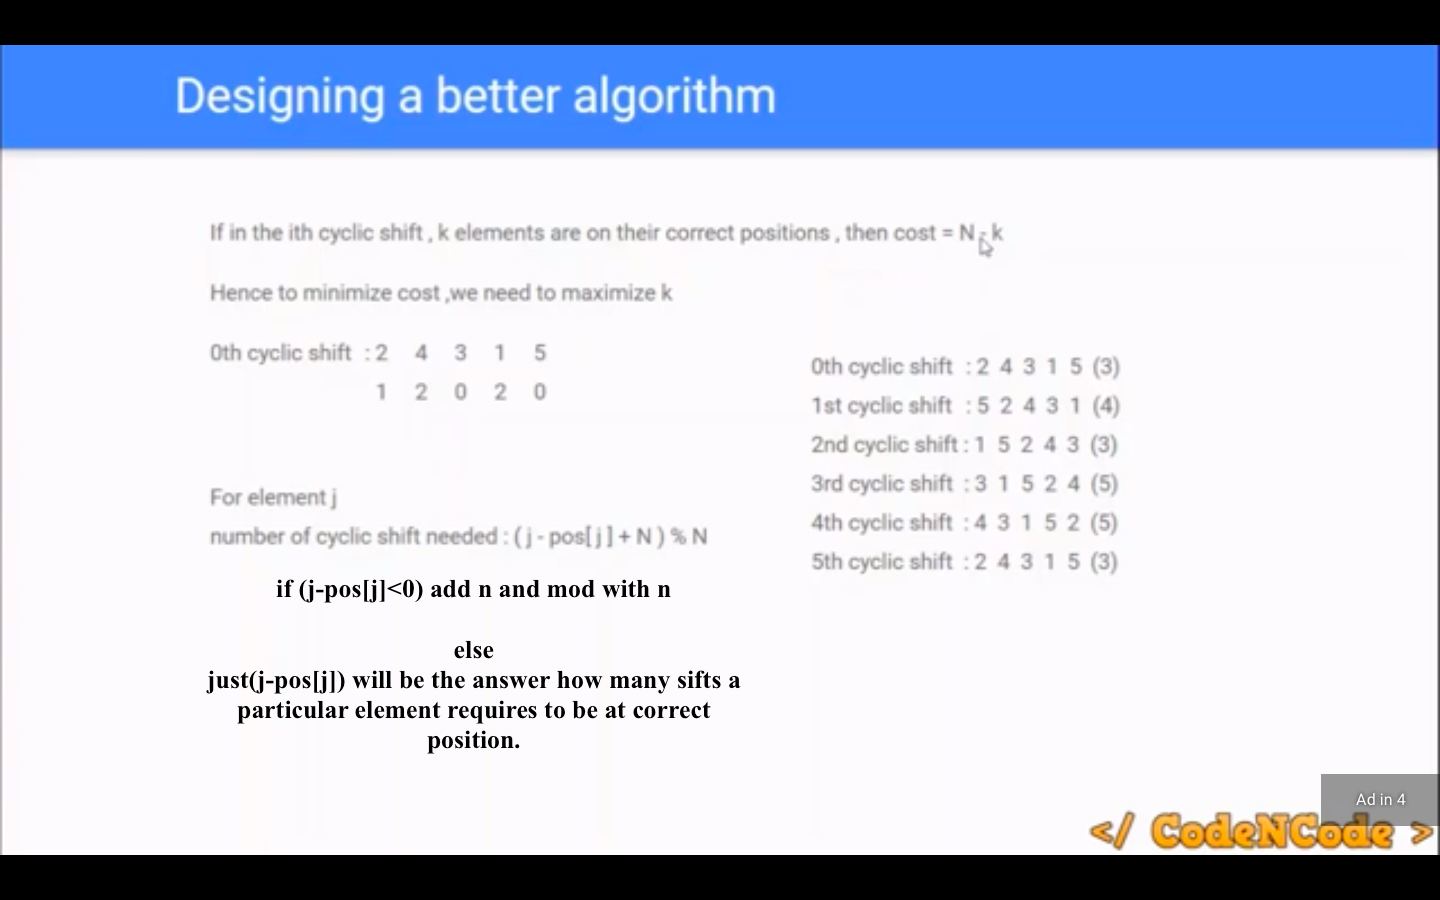 Designing a better algorithm
If in the ith cyclic shift , k elements are on their correct positions , then cost = N - k
Hence to minimize cost ,we need to maximize k
0th cyclic shift : 2 4 3 1 5
1 2 0 2 0
For element j
number of cyclic shift needed : ( j - pos[ j ] + N ) % N
if (j-pos[j]<0) add n and mod with n
else
just(j-pos[j]) will be the answer how many sifts a
particular element requires to be at correct
position.
0th cyclic shift : 2 4 3 1 5 (3)
1st cyclic shift : 5 2 4 3 1 (4)
2nd cyclic shift : 1 5 2 4 3 (3)
3rd cyclic shift : 3 1 5 2 4 (5)
4th cyclic shift : 4 3 1 5 2 (5)
5th cyclic shift : 2 4 3 1 5 (3)
Ad in 4
</ CodeNCode >